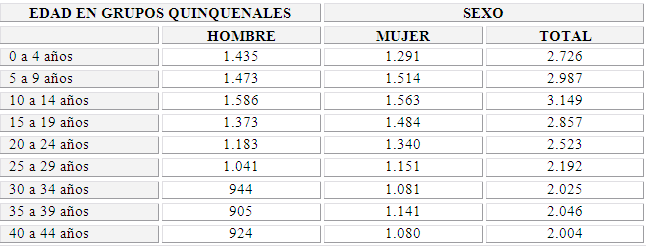 EDAD EN GRUPOS QUINQUENALES SEXO
HOMBRE MUJER TOTAL
0 a 4 años 1.435 1.291 2.726
5 a 9 años 1.473 1.514 2.987
10 a 14 años 1.586 1.563 3.149
15 a 19 años 1.373 1.484 2.857
20 a 24 años 1.183 1.340 2.523
25 a 29 años 1.041 1.151 2.192
30 a 34 años 944 1.081 2.025
35 a 39 años 905 1.141 2.046
40 a 44 años 924 1.080 2.004